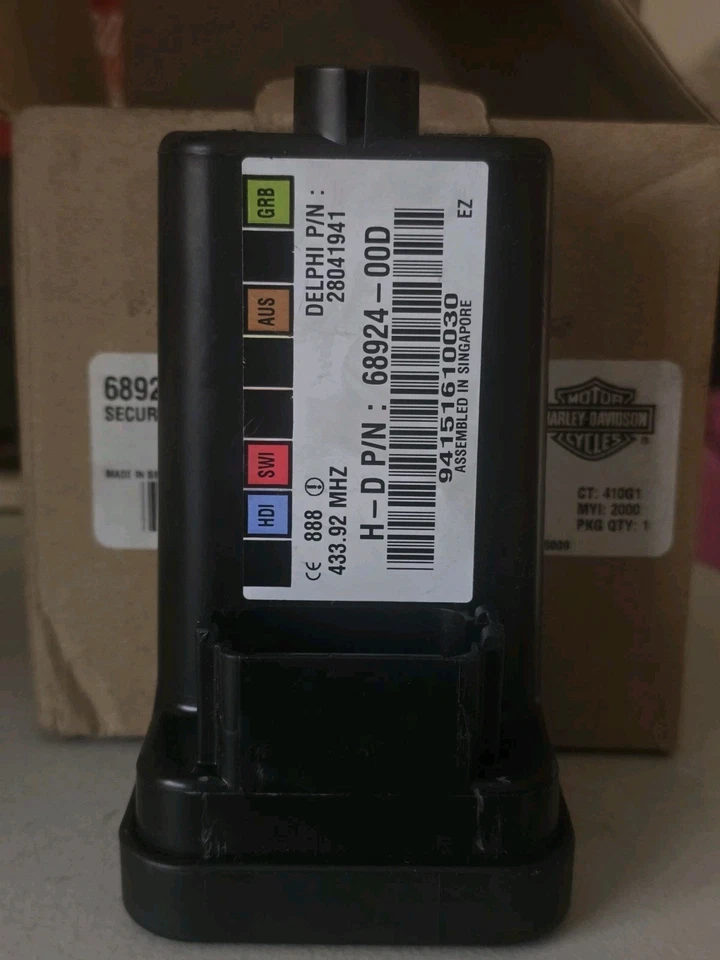 GRB
AUS
SWI
HDI
DELPHI P/N :
28041941
CE 888
433.92 MHZ
H-D P/N : 68924-00D
94151610030
ASSEMBLED IN SINGAPORE
EZ
6892
SECUR
MADE IN
MOTOR
HARLEY-DAVIDSON
CYCLES
®
CT: 410G1
MYI: 2000
PKG QTY: 1